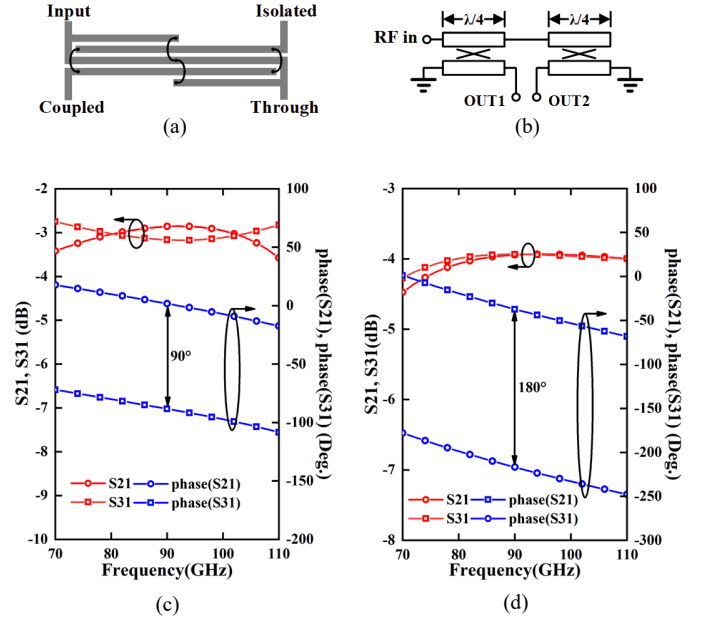 Input
Isolated
Coupled
Through
(a)
λ/4
λ/4
RF in
OUT1
OUT2
(b)
-2
-3
-4
-5
-6
-7
-8
-9
-10
S21, S31 (dB)
100
50
0
-50
-100
-150
-200
phase(S21), phase(S31) (Deg.)
90°
S21
phase(S21)
S31
phase(S31)
70
80
90
100
110
Frequency(GHz)
(c)
-3
-4
-5
-6
-7
-8
S21, S31(dB)
100
50
0
-50
-100
-150
-200
-250
-300
phase(S21), phase(S31) (Deg.)
180°
S21
phase(S21)
S31
phase(S31)
70
80
90
100
110
Frequency(GHz)
(d)